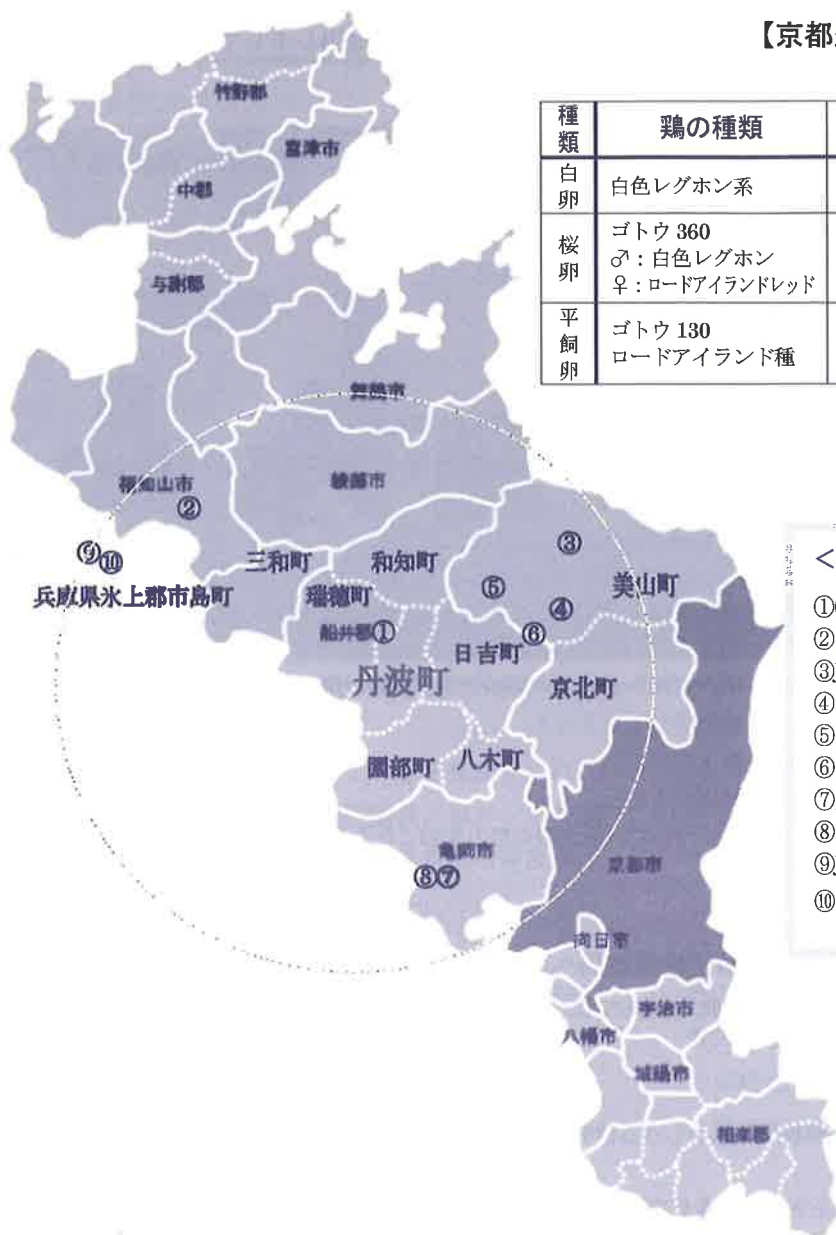 【京都
種類
鶏の種類
白卵
白色レグホン系
桜卵
ゴトウ 360
♂：白色レグホン
♀：ロードアイランドレッド
平飼卵
ゴトウ 130
ロードアイランド種
竹野郡
宮津市
中郡
与謝郡
舞鶴市
福知山市
②
綾部市
⑨⑩
兵庫県氷上郡市島町
三和町
和知町
③
美山町
瑞穂町
⑤
④
船井郡①
日吉町
⑥
丹波町
京北町
園部町
八木町
亀岡市
⑧⑦
京都市
向日市
宇治市
八幡市
城陽市
相楽郡
＜
①
②
③
④
⑤
⑥
⑦
⑧
⑨
⑩